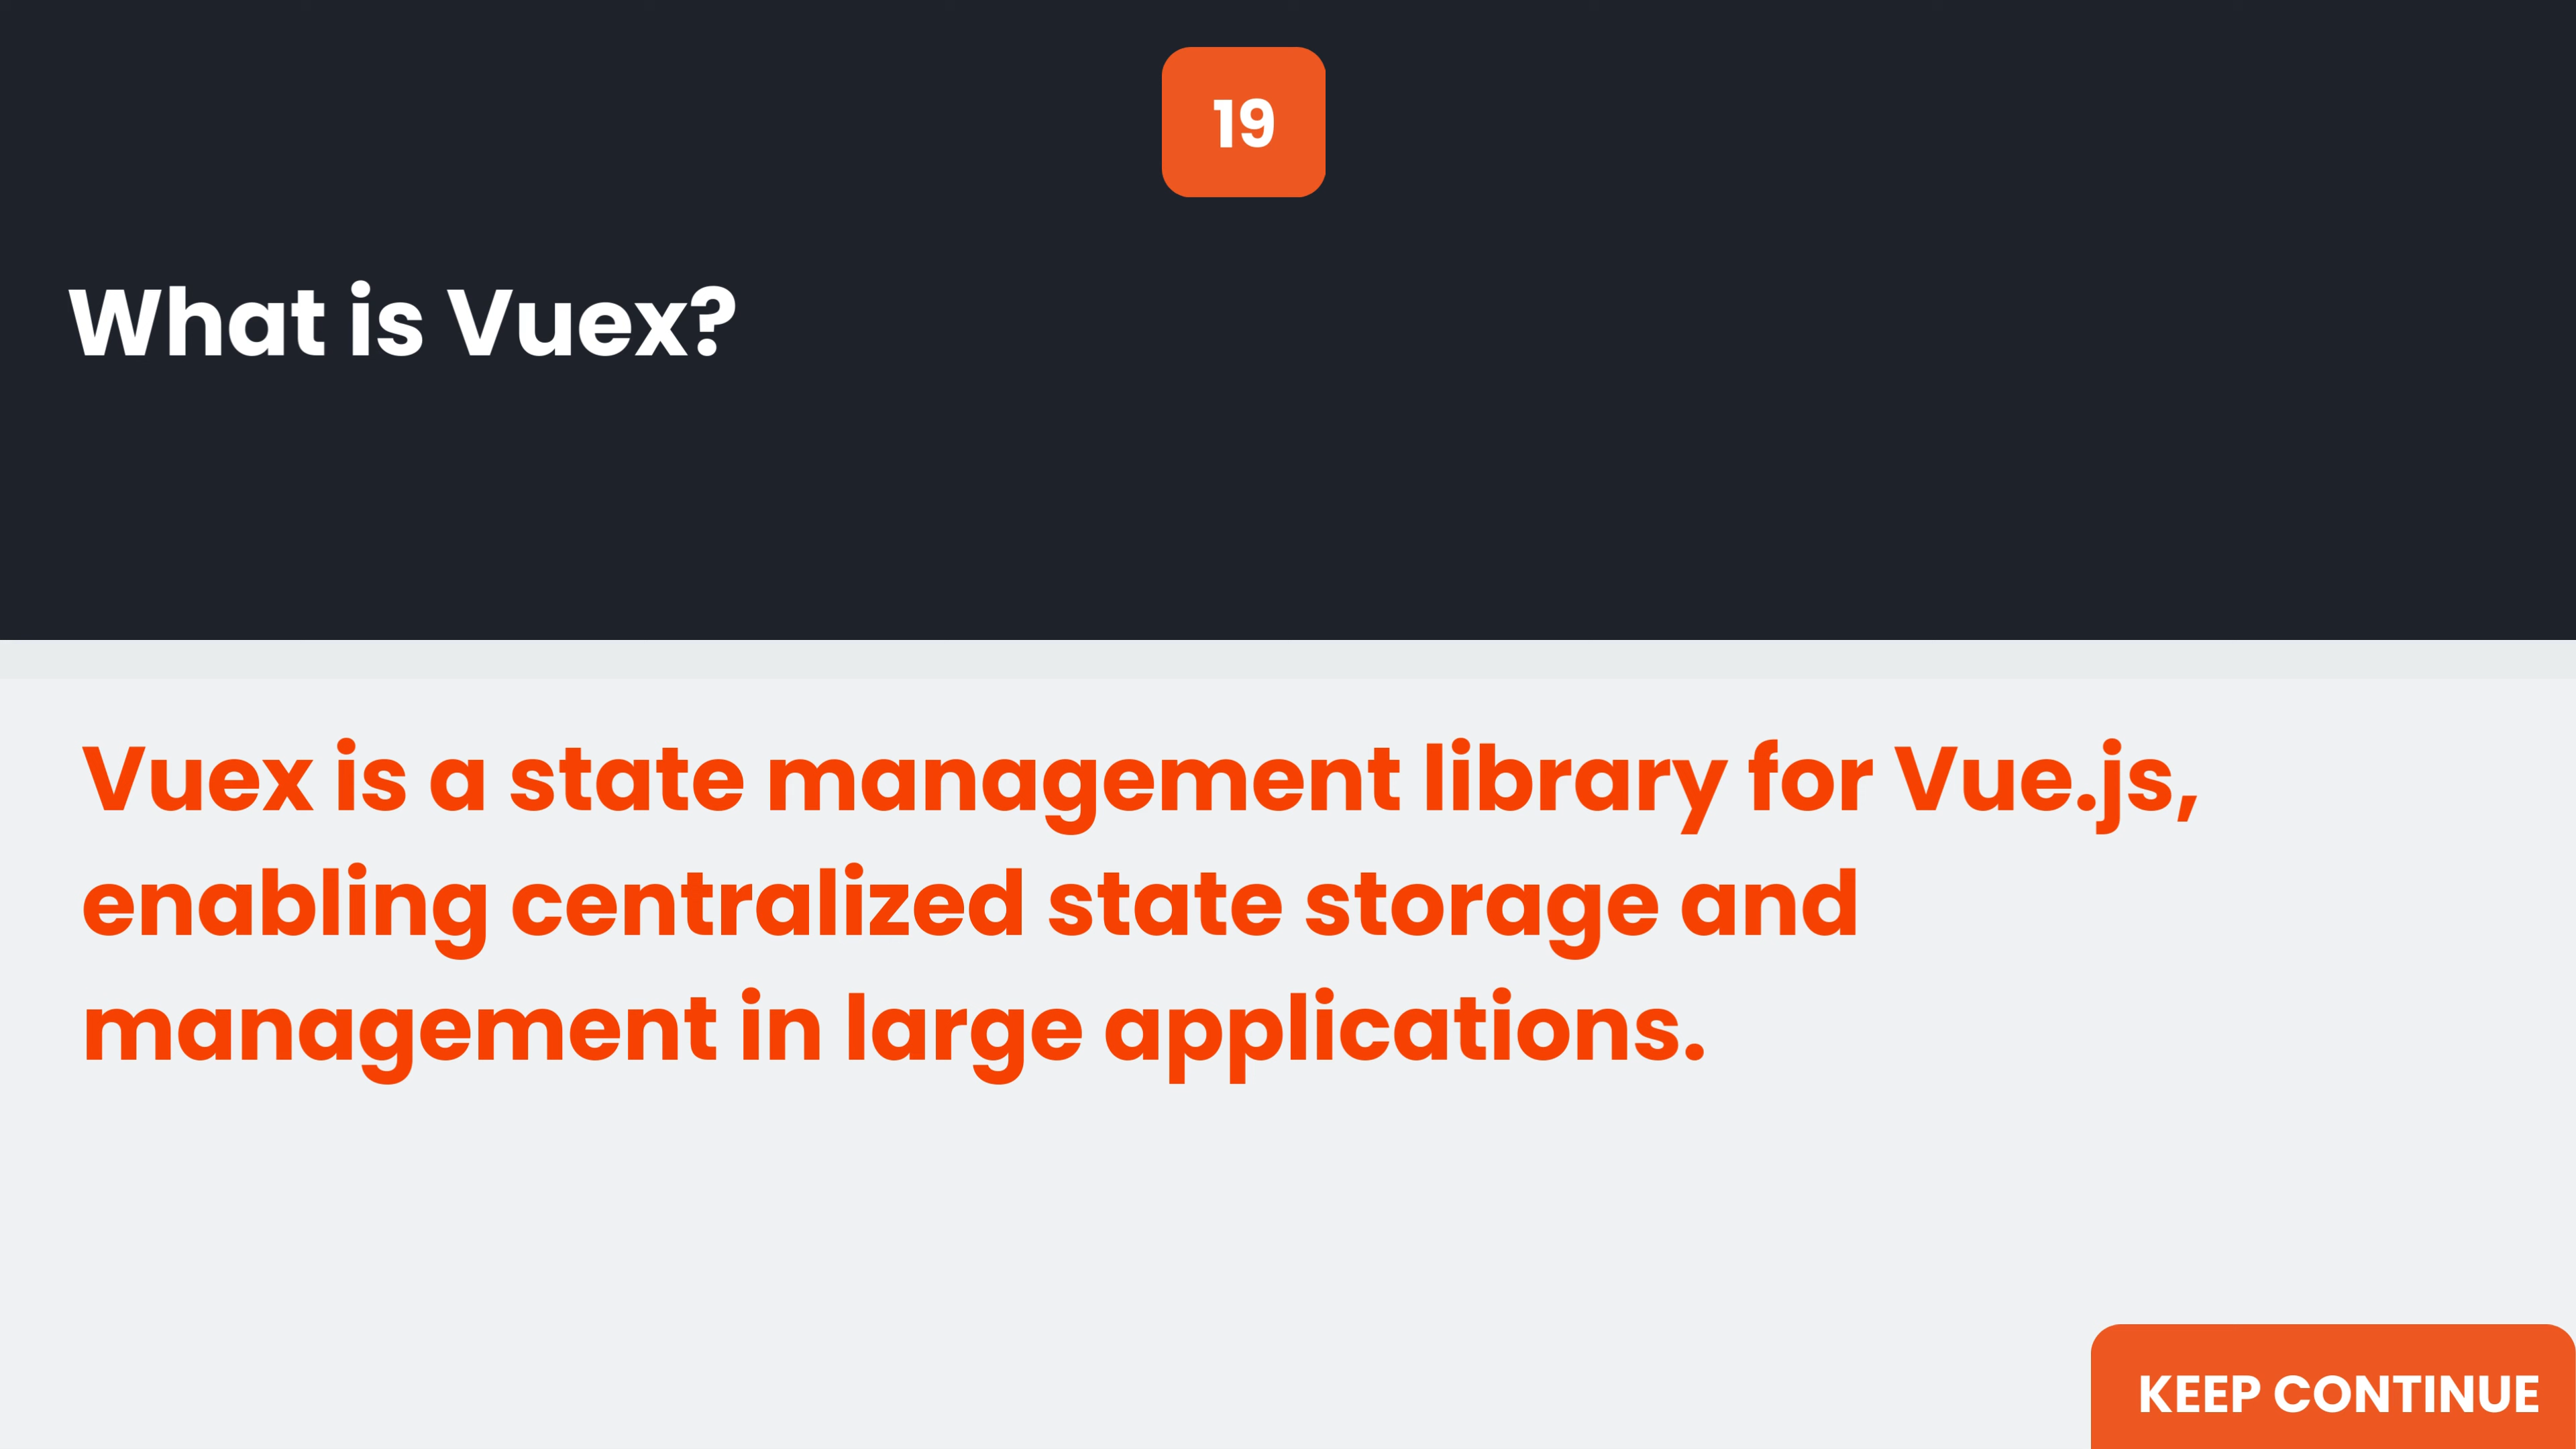 19
What is Vuex?
Vuex is a state management library for Vue.js,
enabling centralized state storage and
management in large applications.
KEEP CONTINUE